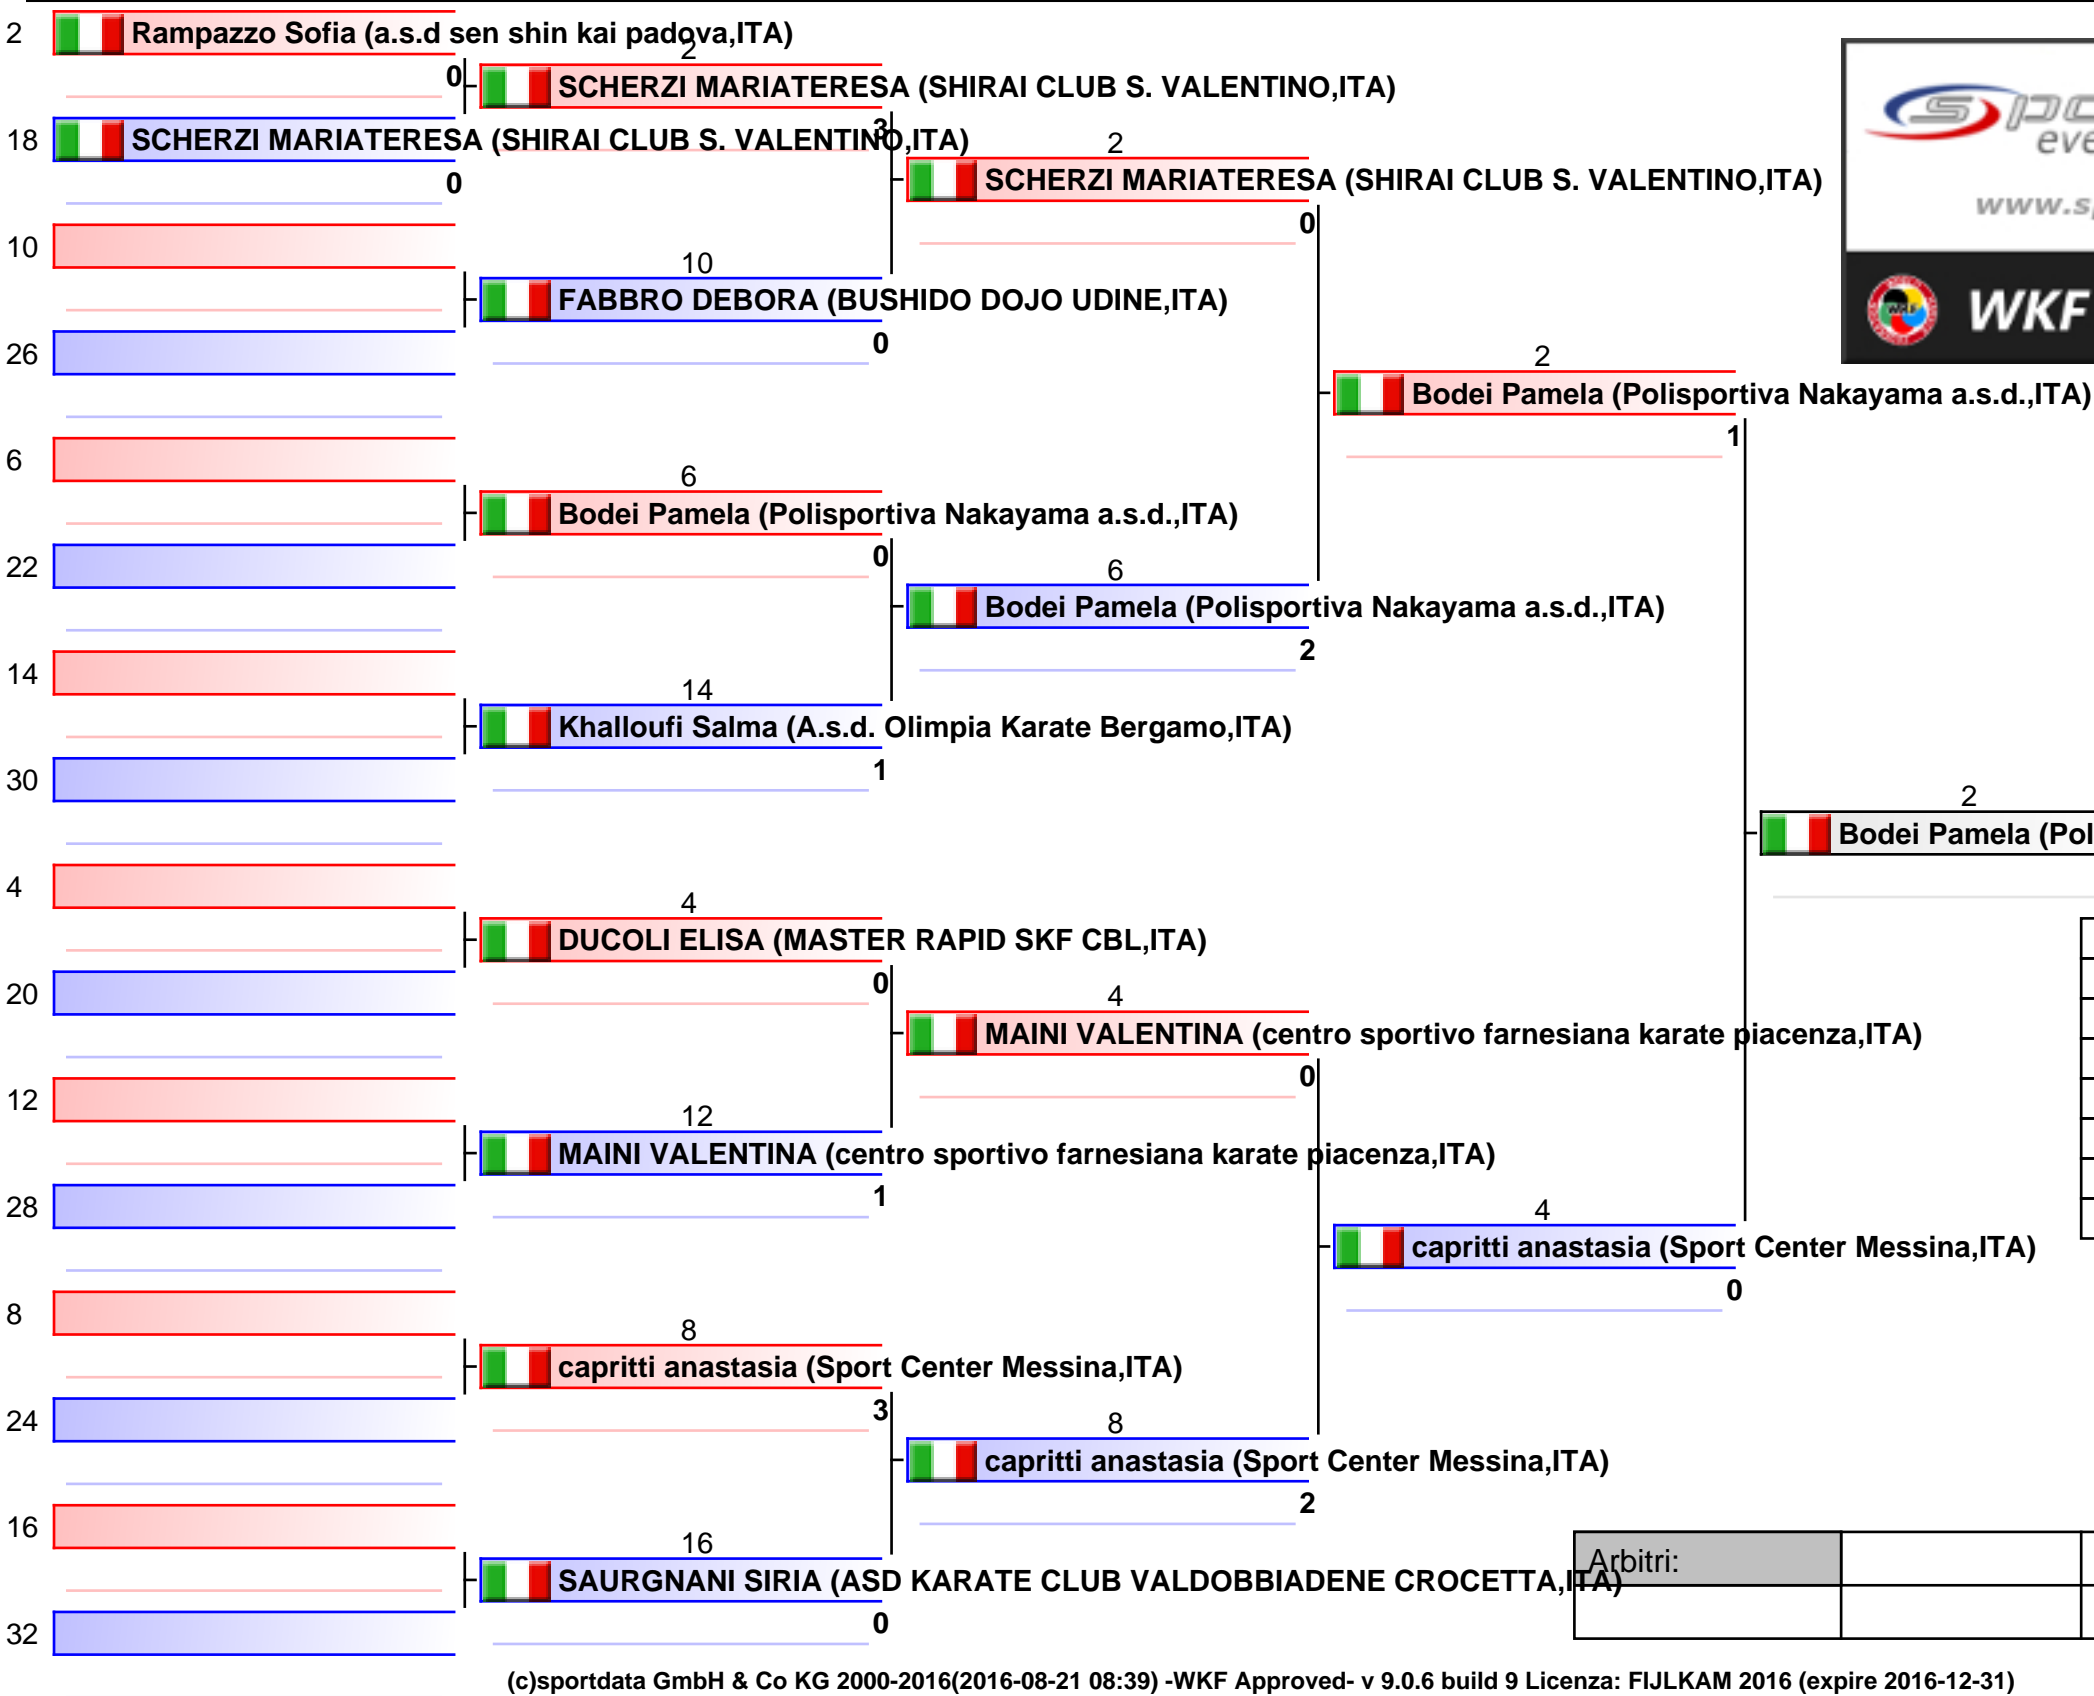 2 Rampazzo Sofia (a.s.d sen shin kai padova,ITA)
0
2
SCHERZI MARIATERESA (SHIRAI CLUB S. VALENTINO,ITA)
3
18 SCHERZI MARIATERESA (SHIRAI CLUB S. VALENTINO,ITA)
0
2
SCHERZI MARIATERESA (SHIRAI CLUB S. VALENTINO,ITA)
0
10
10
FABBRO DEBORA (BUSHIDO DOJO UDINE,ITA)
0
26
2
Bodei Pamela (Polisportiva Nakayama a.s.d.,ITA)
1
6
6
Bodei Pamela (Polisportiva Nakayama a.s.d.,ITA)
0
22
6
Bodei Pamela (Polisportiva Nakayama a.s.d.,ITA)
2
14
14
Khalloufi Salma (A.s.d. Olimpia Karate Bergamo,ITA)
1
30
2
Bodei Pamela (Pol
4
4
DUCOLI ELISA (MASTER RAPID SKF CBL,ITA)
0
20
4
MAINI VALENTINA (centro sportivo farnesiana karate piacenza,ITA)
0
12
12
MAINI VALENTINA (centro sportivo farnesiana karate piacenza,ITA)
1
28
4
capritti anastasia (Sport Center Messina,ITA)
0
8
8
capritti anastasia (Sport Center Messina,ITA)
3
24
8
capritti anastasia (Sport Center Messina,ITA)
2
16
16
SAURGNANI SIRIA (ASD KARATE CLUB VALDOBBIADENE CROCETTA,ITA)
0
32
Arbitri:
WKF
(c)sportdata GmbH & Co KG 2000-2016(2016-08-21 08:39) -WKF Approved- v 9.0.6 build 9 Licenza: FIJLKAM 2016 (expire 2016-12-31)